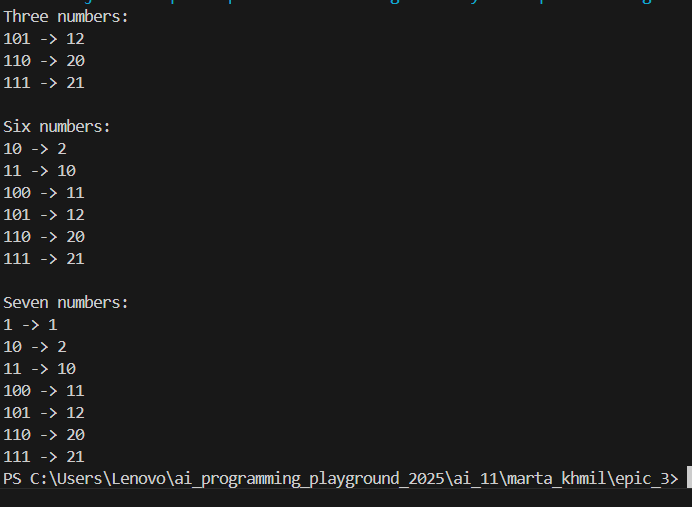 Three numbers:
101 -> 12
110 -> 20
111 -> 21
Six numbers:
10 -> 2
11 -> 10
100 -> 11
101 -> 12
110 -> 20
111 -> 21
Seven numbers:
1 -> 1
10 -> 2
11 -> 10
100 -> 11
101 -> 12
110 -> 20
111 -> 21
PS C:\Users\Lenovo\ai_programming_playground_2025\ai_11\marta_khmil\epic_3>